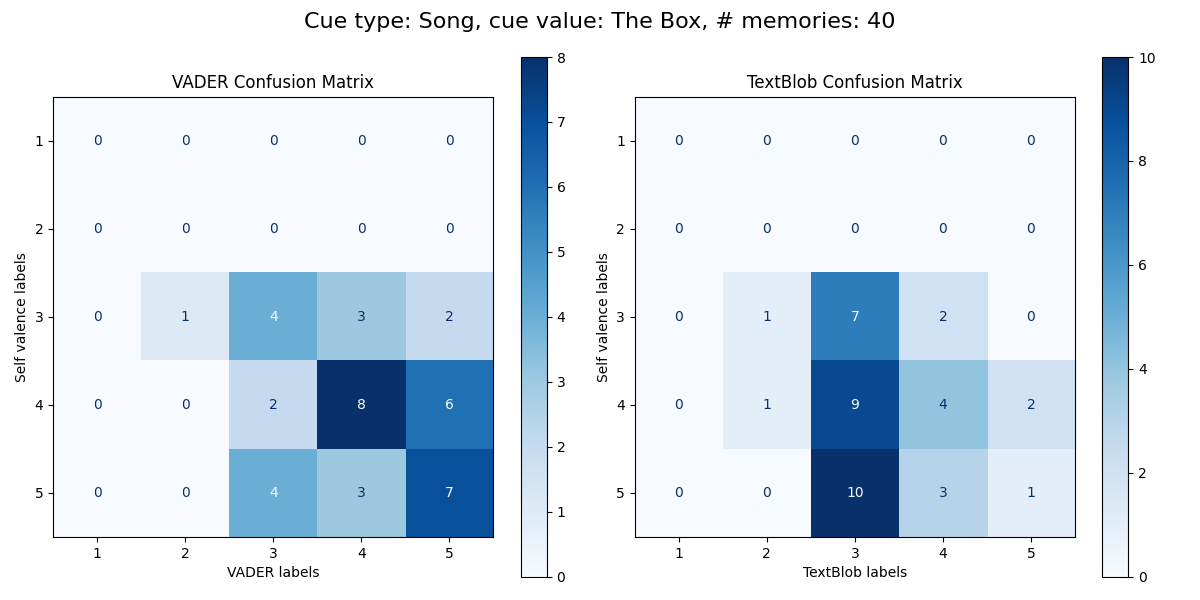 Cue type: Song, cue value: The Box, # memories: 40
VADER Confusion Matrix
Self valence labels
1 0 0 0 0 0
2 0 0 0 0 0
3 0 1 4 3 2
4 0 0 2 8 6
5 0 0 4 3 7
1 2 3 4 5
VADER labels
8
7
6
5
4
3
2
1
0
TextBlob Confusion Matrix
Self valence labels
1 0 0 0 0 0
2 0 0 0 0 0
3 0 1 7 2 0
4 0 1 9 4 2
5 0 0 10 3 1
1 2 3 4 5
TextBlob labels
10
8
6
4
2
0